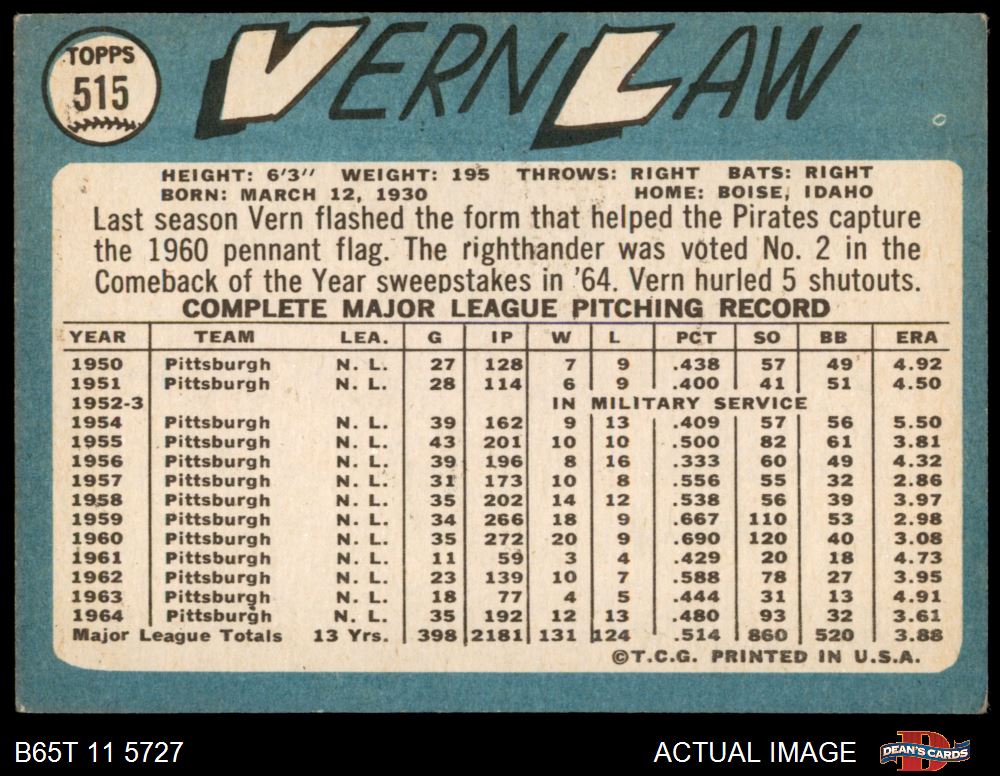 TOPPS
515
VERN LAW
HEIGHT: 6'3" WEIGHT: 195 THROWS: RIGHT BATS: RIGHT
BORN: MARCH 12, 1930 HOME: BOISE, IDAHO
Last season Vern flashed the form that helped the Pirates capture
the 1960 pennant flag. The righthander was voted No. 2 in the
Comeback of the Year sweepstakes in '64. Vern hurled 5 shutouts.
COMPLETE MAJOR LEAGUE PITCHING RECORD
YEAR TEAM LEA. G IP W L PCT SO BB ERA
1950 Pittsburgh N. L. 27 128 7 9 .438 57 49 4.92
1951 Pittsburgh N. L. 28 114 6 9 .400 41 51 4.50
1952-3 IN MILITARY SERVICE
1954 Pittsburgh N. L. 39 162 9 13 .409 57 56 5.50
1955 Pittsburgh N. L. 43 201 10 10 .500 82 61 3.81
1956 Pittsburgh N. L. 39 196 8 16 .333 60 49 4.32
1957 Pittsburgh N. L. 31 173 10 8 .556 55 32 2.86
1958 Pittsburgh N. L. 35 202 14 12 .538 56 39 3.97
1959 Pittsburgh N. L. 34 266 18 9 .667 110 53 2.98
1960 Pittsburgh N. L. 35 272 20 9 .690 120 40 3.08
1961 Pittsburgh N. L. 11 59 3 4 .429 20 18 4.73
1962 Pittsburgh N. L. 23 139 10 7 .588 78 27 3.95
1963 Pittsburgh N. L. 18 77 4 5 .444 31 13 4.91
1964 Pittsburgh N. L. 35 192 12 13 .480 93 32 3.61
Major League Totals 13 Yrs. 398 2181 131 124 .514 860 520 3.88
©T.C.G. PRINTED IN U.S.A.
B65T 11 5727 ACTUAL IMAGE D DEAN'S CARDS